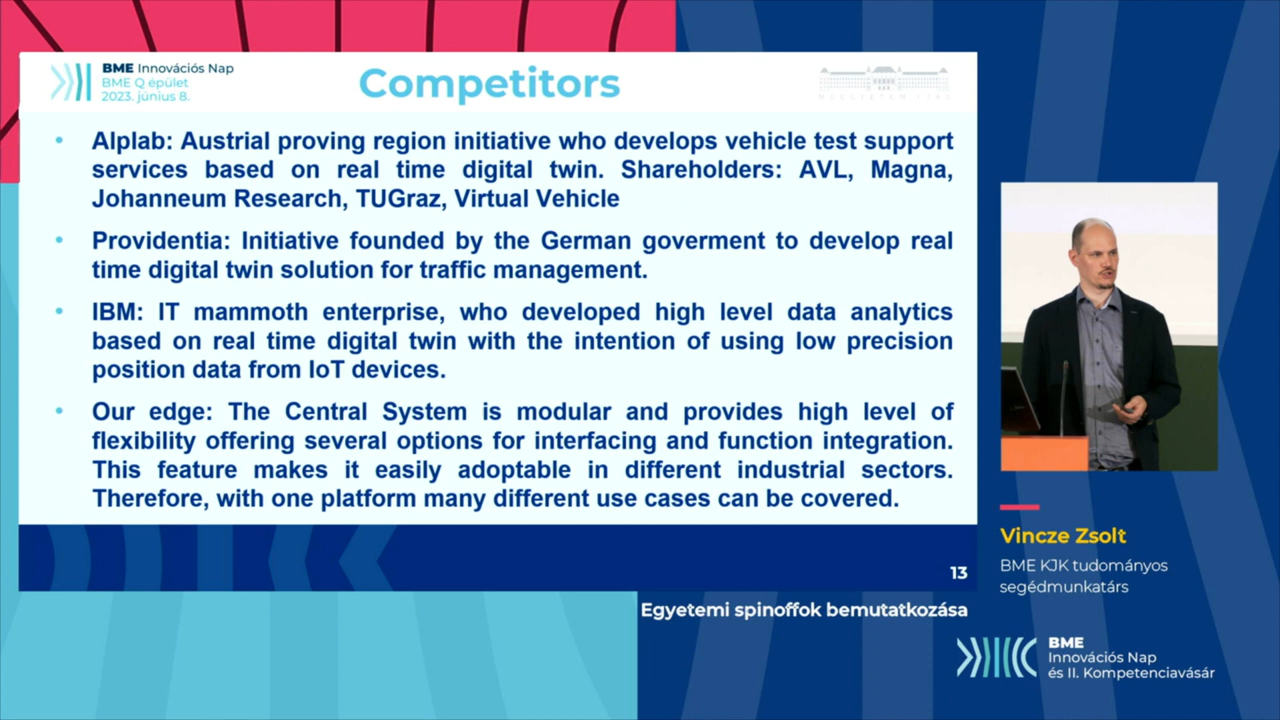 BME Innovációs Nap
BME Q épület
2023. június 8.
Competitors
MŰEGYETEM 1782
• Alplab: Austrial proving region initiative who develops vehicle test support
services based on real time digital twin. Shareholders: AVL, Magna,
Johanneum Research, TUGraz, Virtual Vehicle
• Providentia: Initiative founded by the German goverment to develop real
time digital twin solution for traffic management.
• IBM: IT mammoth enterprise, who developed high level data analytics
based on real time digital twin with the intention of using low precision
position data from IoT devices.
• Our edge: The Central System is modular and provides high level of
flexibility offering several options for interfacing and function integration.
This feature makes it easily adoptable in different industrial sectors.
Therefore, with one platform many different use cases can be covered.
13
Vincze Zsolt
BME KJK tudományos
segédmunkatárs
Egyetemi spinoffok bemutatkozása
BME
Innovációs Nap
és II. Kompetenciavásár